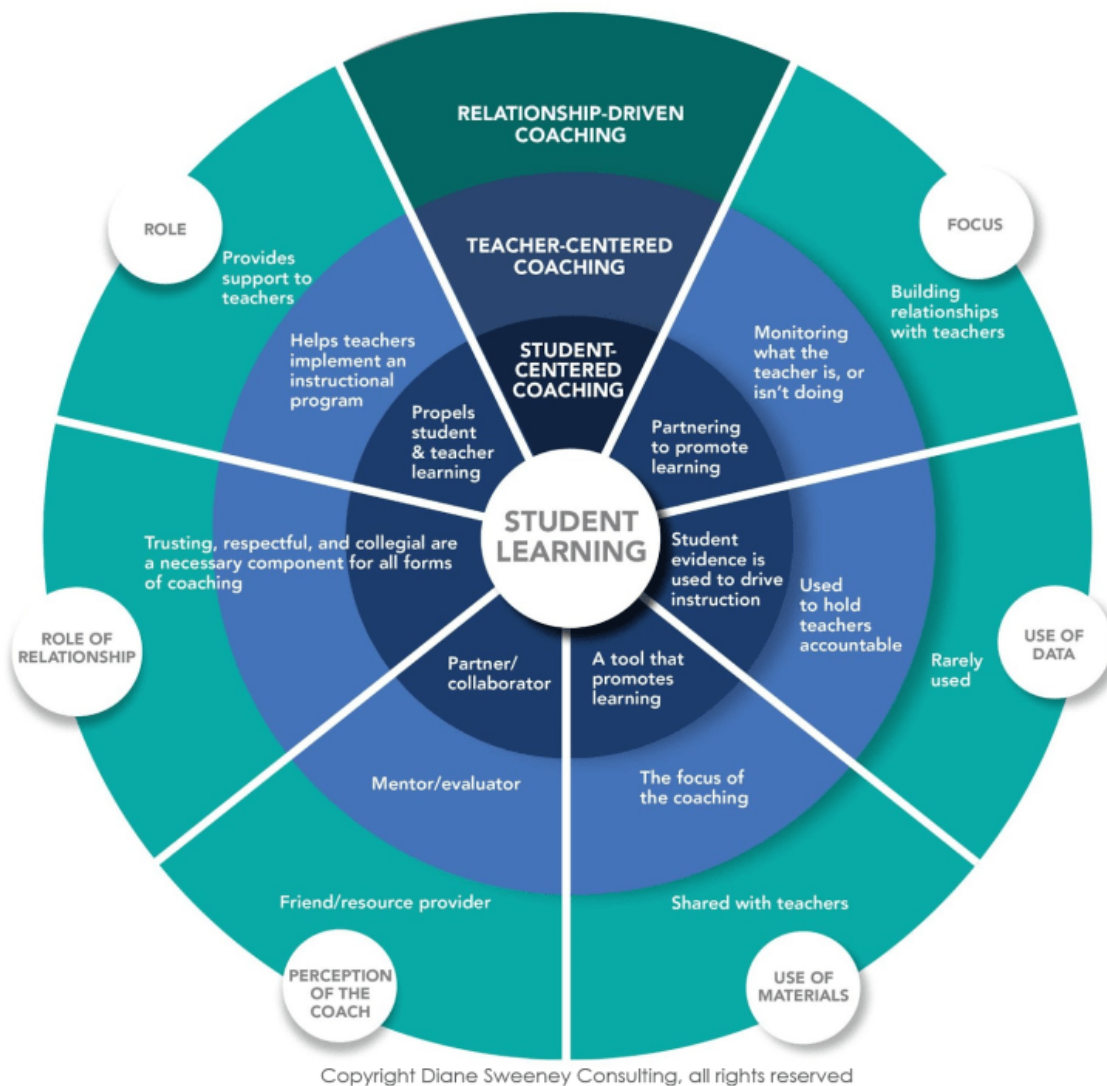 RELATIONSHIP-DRIVEN
COACHING
TEACHER-CENTERED
COACHING
STUDENT-
CENTERED
COACHING
STUDENT
LEARNING
ROLE
Provides
support to
teachers
Helps teachers
implement an
instructional
program
Propels
student
& teacher
learning
FOCUS
Building
relationships
with teachers
Monitoring
what the
teacher is, or
isn't doing
Partnering
to promote
learning
USE OF
DATA
Rarely
used
Used
to hold
teachers
accountable
Student
evidence is
used to drive
instruction
USE OF
MATERIALS
Shared with teachers
The focus of
the coaching
A tool that
promotes
learning
PERCEPTION
OF THE
COACH
Friend/resource provider
Mentor/evaluator
Partner/
collaborator
ROLE OF
RELATIONSHIP
Trusting, respectful, and collegial are
a necessary component for all forms
of coaching
Copyright Diane Sweeney Consulting, all rights reserved